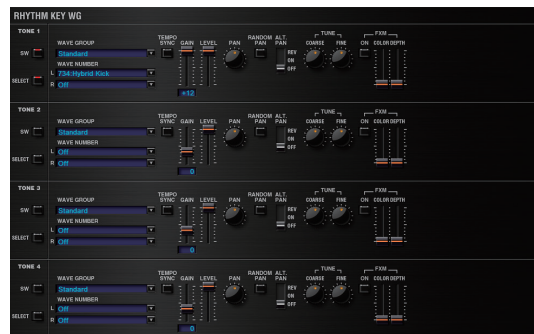 RHYTHM KEY WG
TONE 1
WAVE GROUP TEMPO SYNC GAIN LEVEL PAN RANDOM PAN ALT. PAN TUNE COARSE FINE FXM ON COLOR DEPTH
SW Standard REV
WAVE NUMBER ON
L 734:Hybrid Kick OFF
SELECT R Off
+12
TONE 2
WAVE GROUP TEMPO SYNC GAIN LEVEL PAN RANDOM PAN ALT. PAN TUNE COARSE FINE FXM ON COLOR DEPTH
SW Standard REV
WAVE NUMBER ON
L Off OFF
SELECT R Off
0
TONE 3
WAVE GROUP TEMPO SYNC GAIN LEVEL PAN RANDOM PAN ALT. PAN TUNE COARSE FINE FXM ON COLOR DEPTH
SW Standard REV
WAVE NUMBER ON
L Off OFF
SELECT R Off
0
TONE 4
WAVE GROUP TEMPO SYNC GAIN LEVEL PAN RANDOM PAN ALT. PAN TUNE COARSE FINE FXM ON COLOR DEPTH
SW Standard REV
WAVE NUMBER ON
L Off OFF
SELECT R Off
0